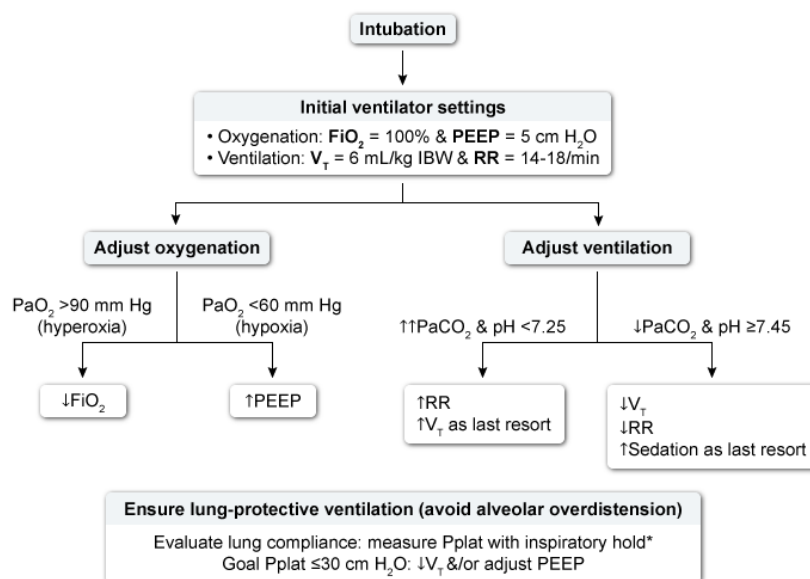 Intubation
Initial ventilator settings
• Oxygenation: FiO₂ = 100% & PEEP = 5 cm H₂O
• Ventilation: V_T = 6 mL/kg IBW & RR = 14-18/min
Adjust oxygenation
Adjust ventilation
PaO₂ >90 mm Hg
(hyperoxia)
PaO₂ <60 mm Hg
(hypoxia)
↑↑PaCO₂ & pH <7.25
↓PaCO₂ & pH ≥7.45
↓FiO₂
↑PEEP
↑RR
↑V_T as last resort
↓V_T
↓RR
↑Sedation as last resort
Ensure lung-protective ventilation (avoid alveolar overdistension)
Evaluate lung compliance: measure Pplat with inspiratory hold*
Goal Pplat ≤30 cm H₂O: ↓V_T &/or adjust PEEP